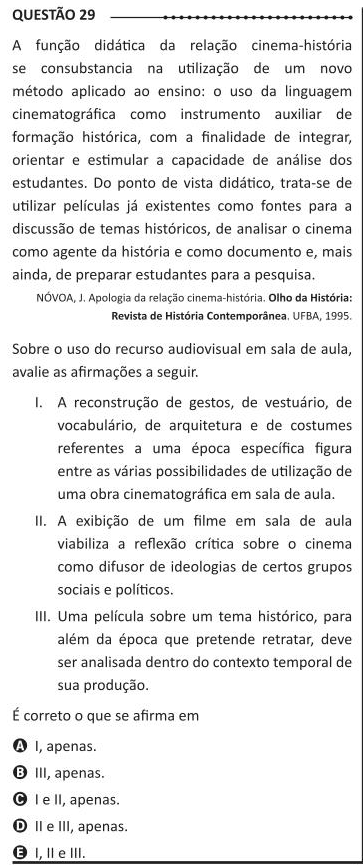 QUESTÃO 29
A função didática da relação cinema-história
se consubstancia na utilização de um novo
método aplicado ao ensino: o uso da linguagem
cinematográfica como instrumento auxiliar de
formação histórica, com a finalidade de integrar,
orientar e estimular a capacidade de análise dos
estudantes. Do ponto de vista didático, trata-se de
utilizar películas já existentes como fontes para a
discussão de temas históricos, de analisar o cinema
como agente da história e como documento e, mais
ainda, de preparar estudantes para a pesquisa.
NÓVOA, J. Apologia da relação cinema-história. Olho da História:
Revista de História Contemporânea. UFBA, 1995.
Sobre o uso do recurso audiovisual em sala de aula,
avalie as afirmações a seguir.
I. A reconstrução de gestos, de vestuário, de
vocabulário, de arquitetura e de costumes
referentes a uma época específica figura
entre as várias possibilidades de utilização de
uma obra cinematográfica em sala de aula.
II. A exibição de um filme em sala de aula
viabiliza a reflexão crítica sobre o cinema
como difusor de ideologias de certos grupos
sociais e políticos.
III. Uma película sobre um tema histórico, para
além da época que pretende retratar, deve
ser analisada dentro do contexto temporal de
sua produção.
É correto o que se afirma em
A I, apenas.
B III, apenas.
C I e II, apenas.
D II e III, apenas.
E I, II e III.